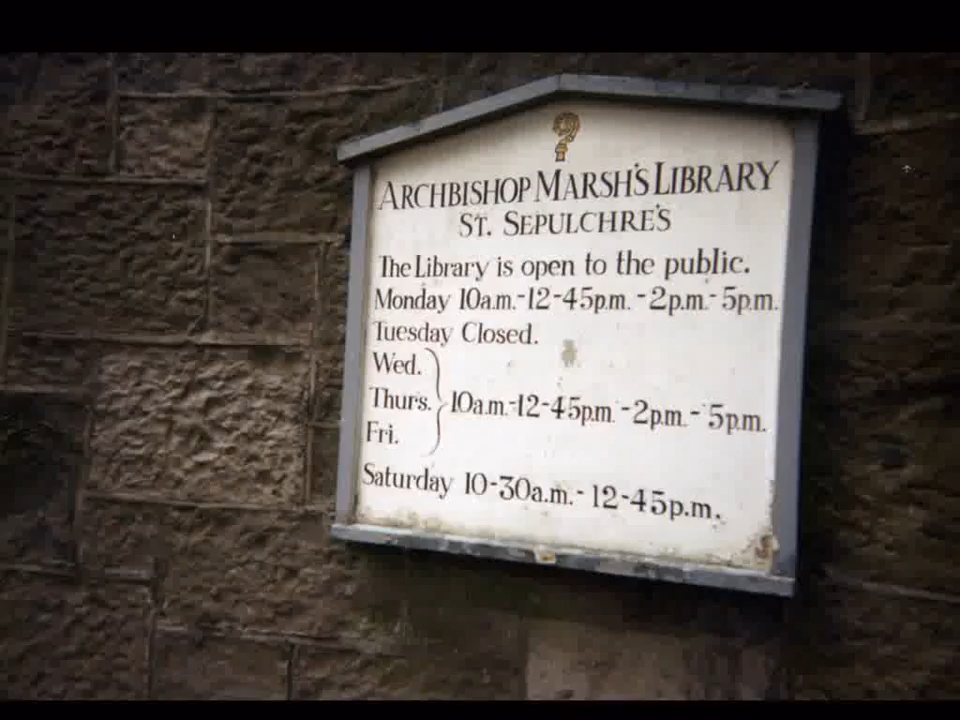 ARCHBISHOP MARSH'S LIBRARY
ST. SEPULCHRE'S
The Library is open to the public.
Monday 10a.m.-12-45p.m. -2p.m.-5p.m.
Tuesday Closed.
Wed.
Thurs. 10a.m.-12-45p.m. -2p.m.-5p.m.
Fri.
Saturday 10-30a.m.-12-45p.m.